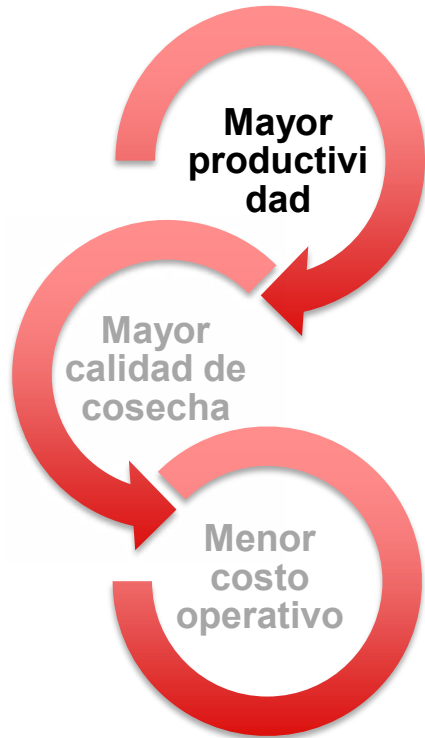 Mayor
productivi
dad
Mayor
calidad de
cosecha
Menor
costo
operativo